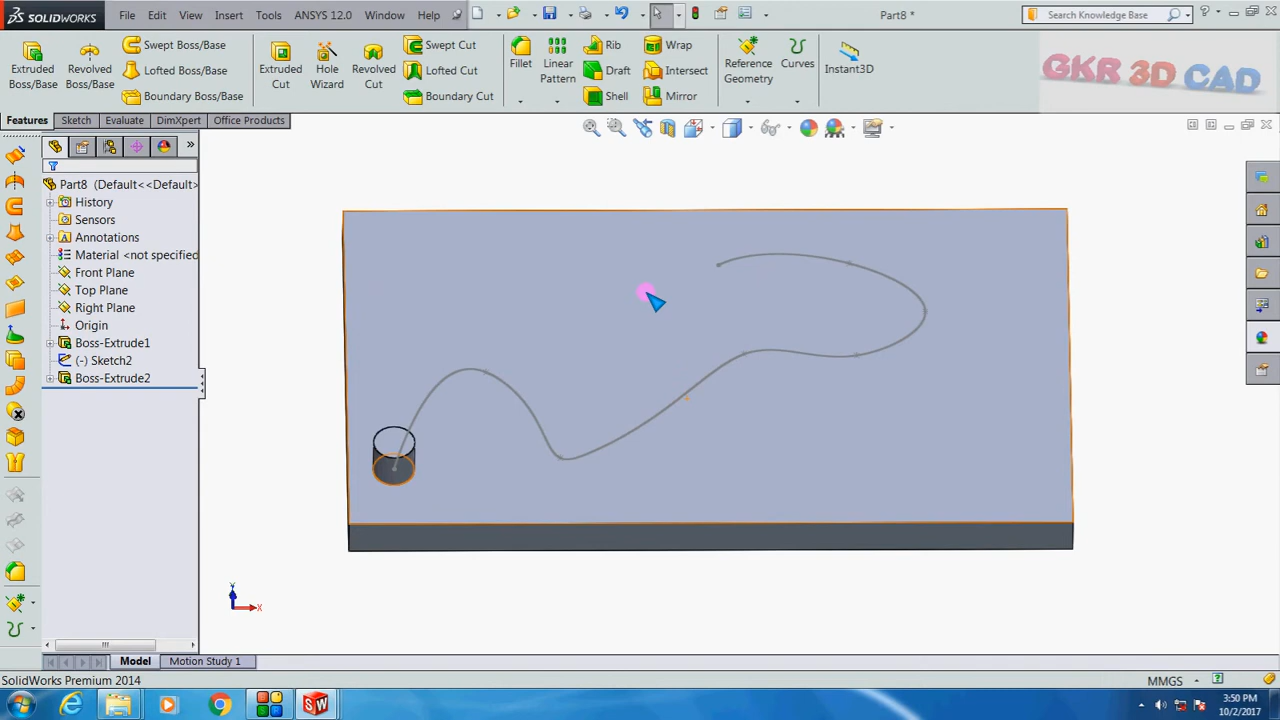 SOLIDWORKS
File Edit View Insert Tools ANSYS 12.0 Window Help
Part8 *
Search Knowledge Base
Extruded Boss/Base
Revolved Boss/Base
Swept Boss/Base
Lofted Boss/Base
Boundary Boss/Base
Extruded Cut
Hole Wizard
Revolved Cut
Swept Cut
Lofted Cut
Boundary Cut
Fillet
Linear Pattern
Rib
Draft
Shell
Wrap
Intersect
Mirror
Reference Geometry
Curves
Instant3D
GKR 3D CAD
Features Sketch Evaluate DimXpert Office Products
Part8 (Default<<Default>
History
Sensors
Annotations
Material <not specified
Front Plane
Top Plane
Right Plane
Origin
Boss-Extrude1
(-) Sketch2
Boss-Extrude2
Y
X
Model Motion Study 1
SolidWorks Premium 2014
MMGS
SW
3:50 PM
10/2/2017